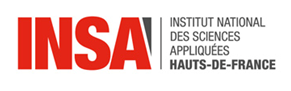 INSA
INSTITUT NATIONAL
DES SCIENCES
APPLIQUÉES
HAUTS-DE-FRANCE